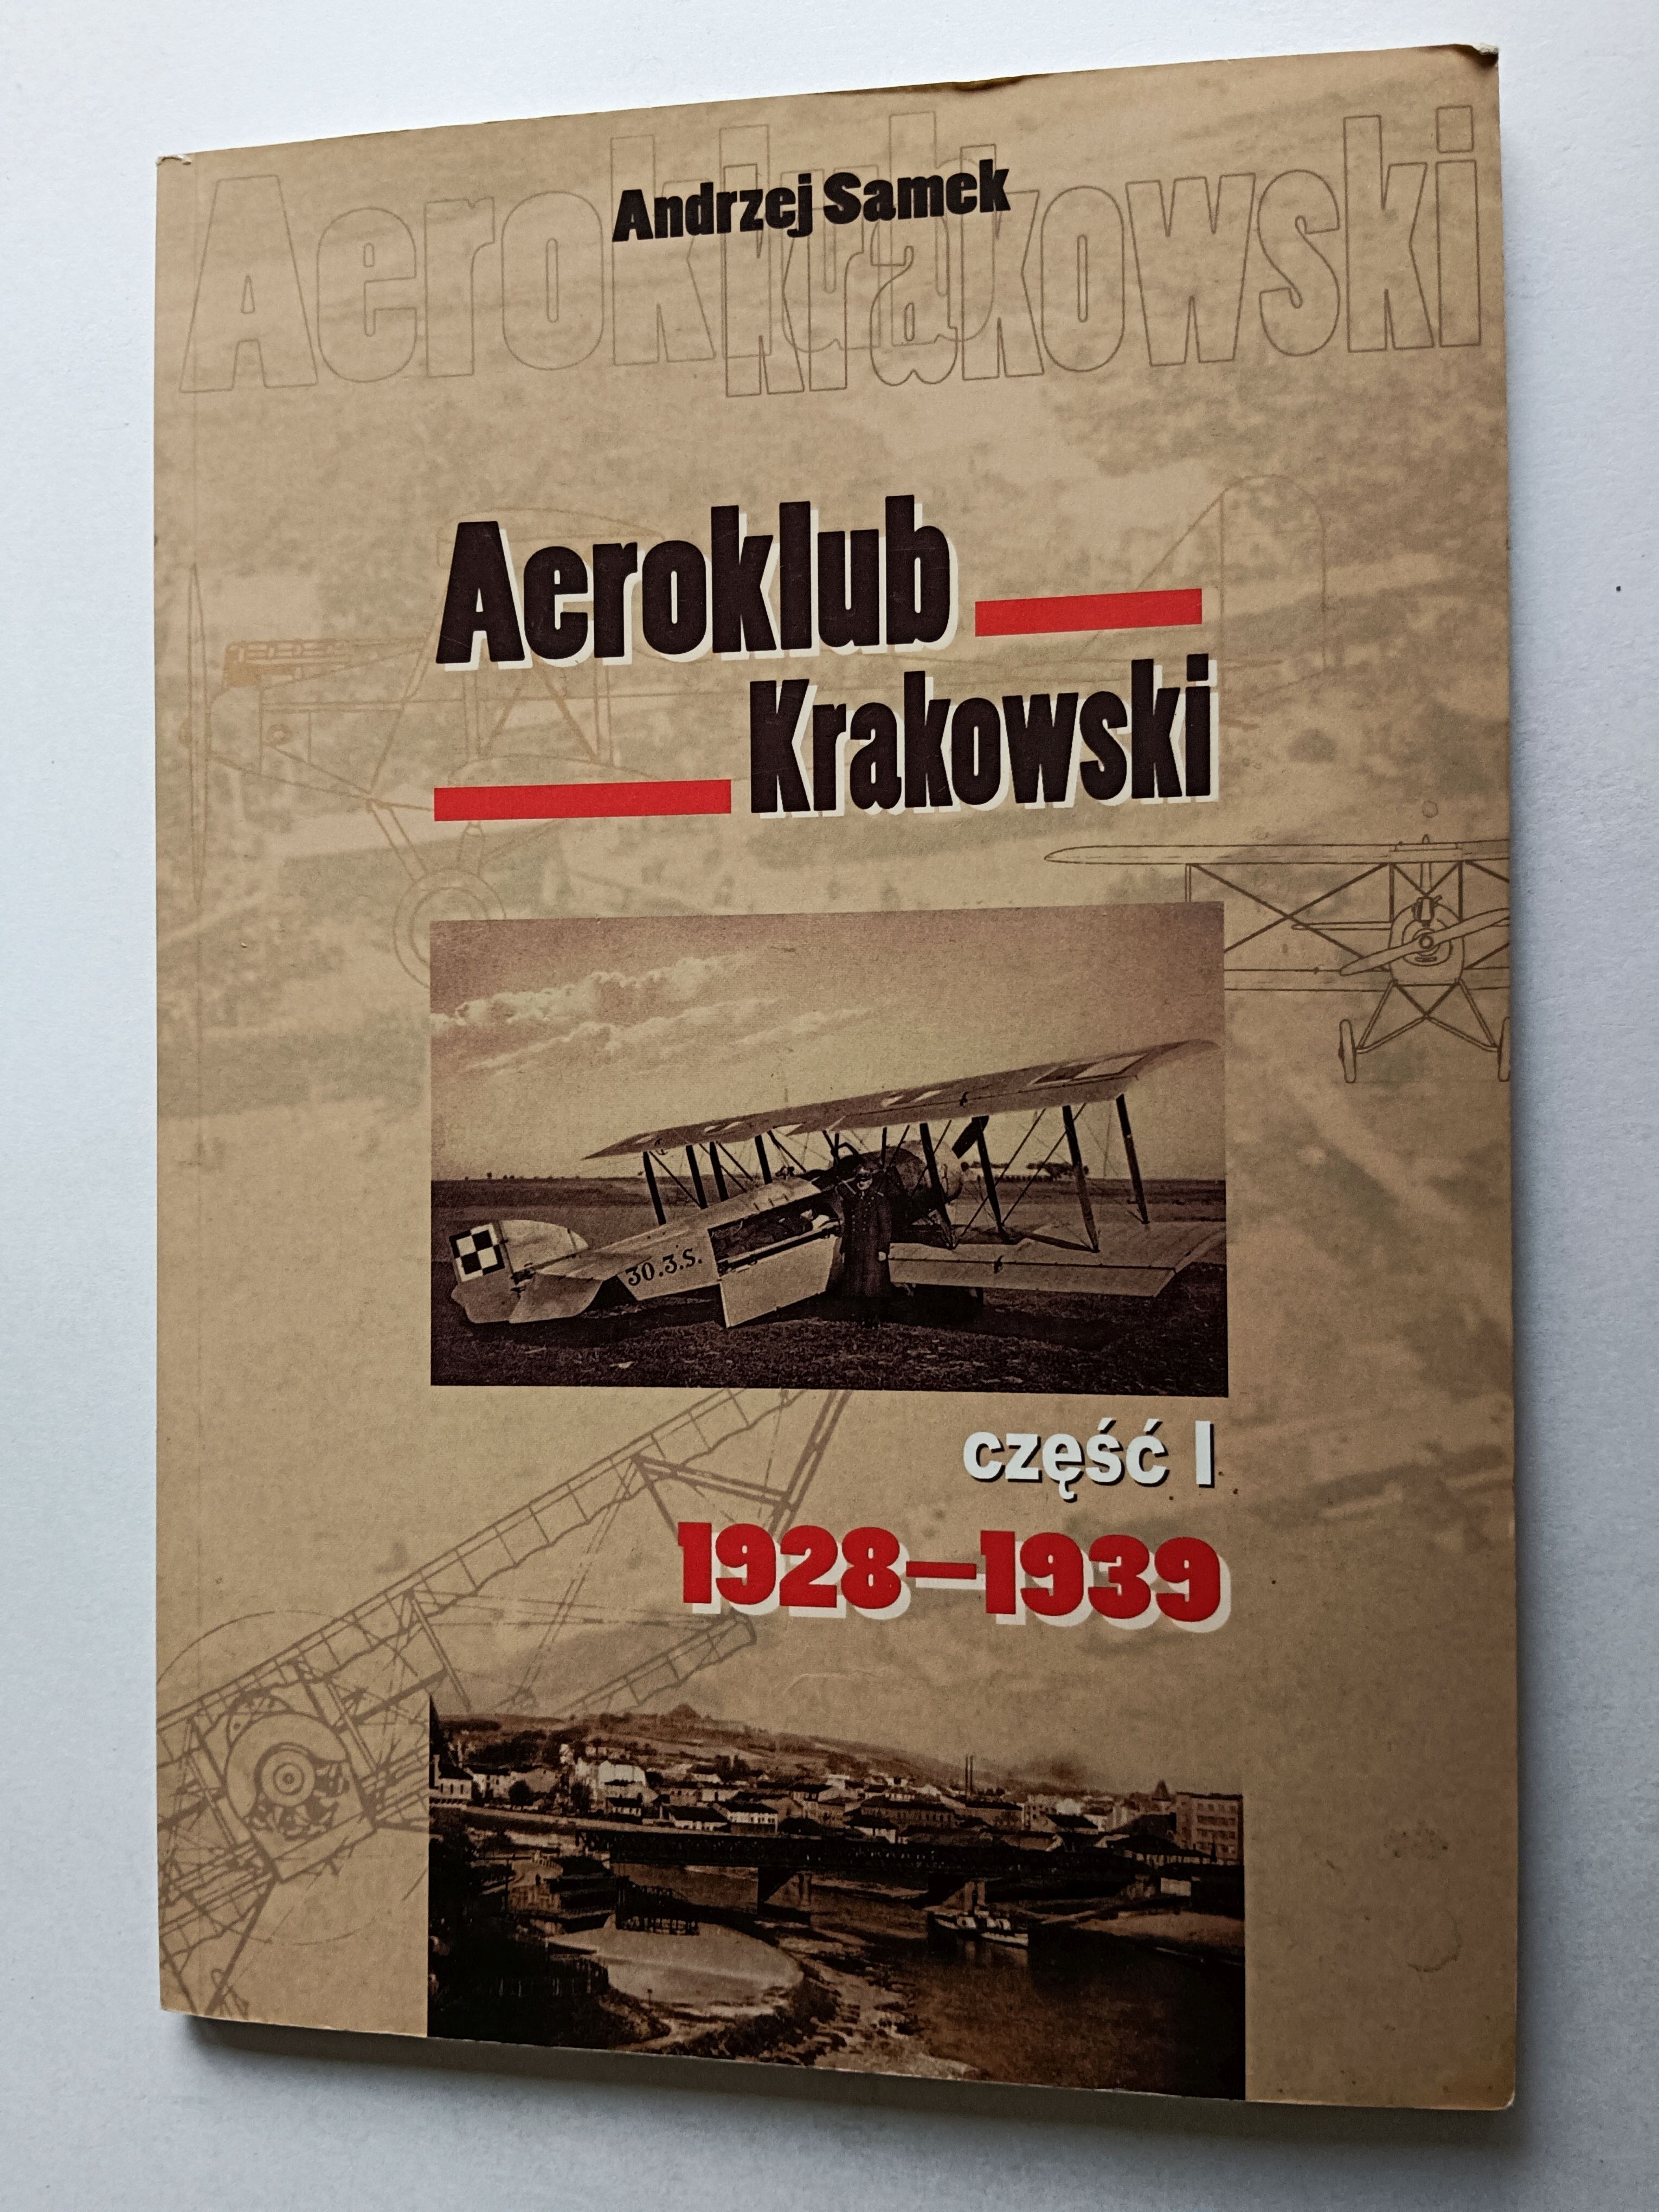 Aeroklub
Krakowski
Andrzej Samek
Aeroklub
Krakowski
30.3.S.
część I
1928–1939